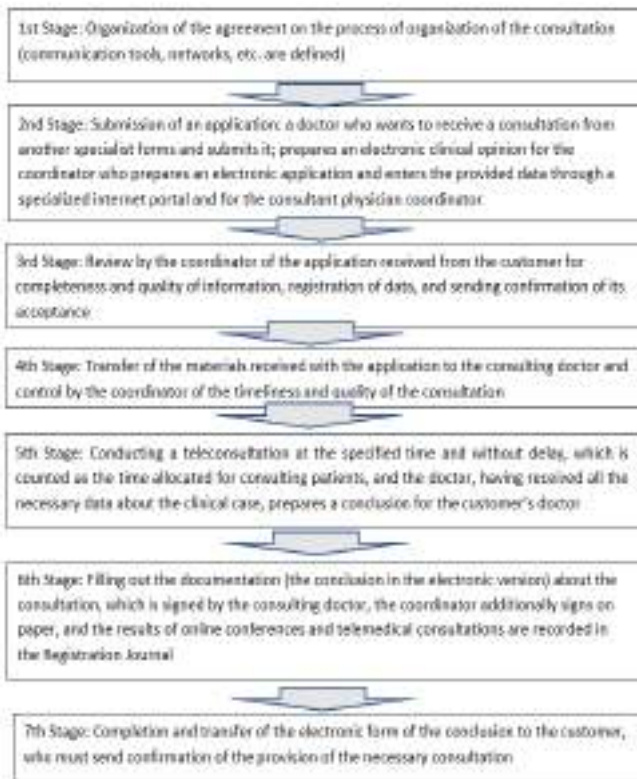 1st Stage: Organization of the agreement on the process of organization of the consultation
(communication tools, networks, etc. are defined)
2nd Stage: Submission of an application: a doctor who wants to receive a consultation from
another specialist forms and submits it; prepares an electronic clinical opinion for the
coordinator who prepares an electronic application and enters the provided data through a
specialized internet portal and for the consultant physician coordinator
3rd Stage: Review by the coordinator of the application received from the customer for
completeness and quality of information, registration of data, and sending confirmation of its
acceptance
4th Stage: Transfer of the materials received with the application to the consulting doctor and
control by the coordinator of the timeliness and quality of the consultation
5th Stage: Conducting a teleconsultation at the specified time and without delay, which is
counted as the time allocated for consulting patients, and the doctor, having received all the
necessary data about the clinical case, prepares a conclusion for the customer's doctor
6th Stage: Filling out the documentation (the conclusion in the electronic version) about the
consultation, which is signed by the consulting doctor, the coordinator additionally signs on
paper, and the results of online conferences and telemedical consultations are recorded in
the Registration Journal
7th Stage: Completion and transfer of the electronic form of the conclusion to the customer,
who must send confirmation of the provision of the necessary consultation